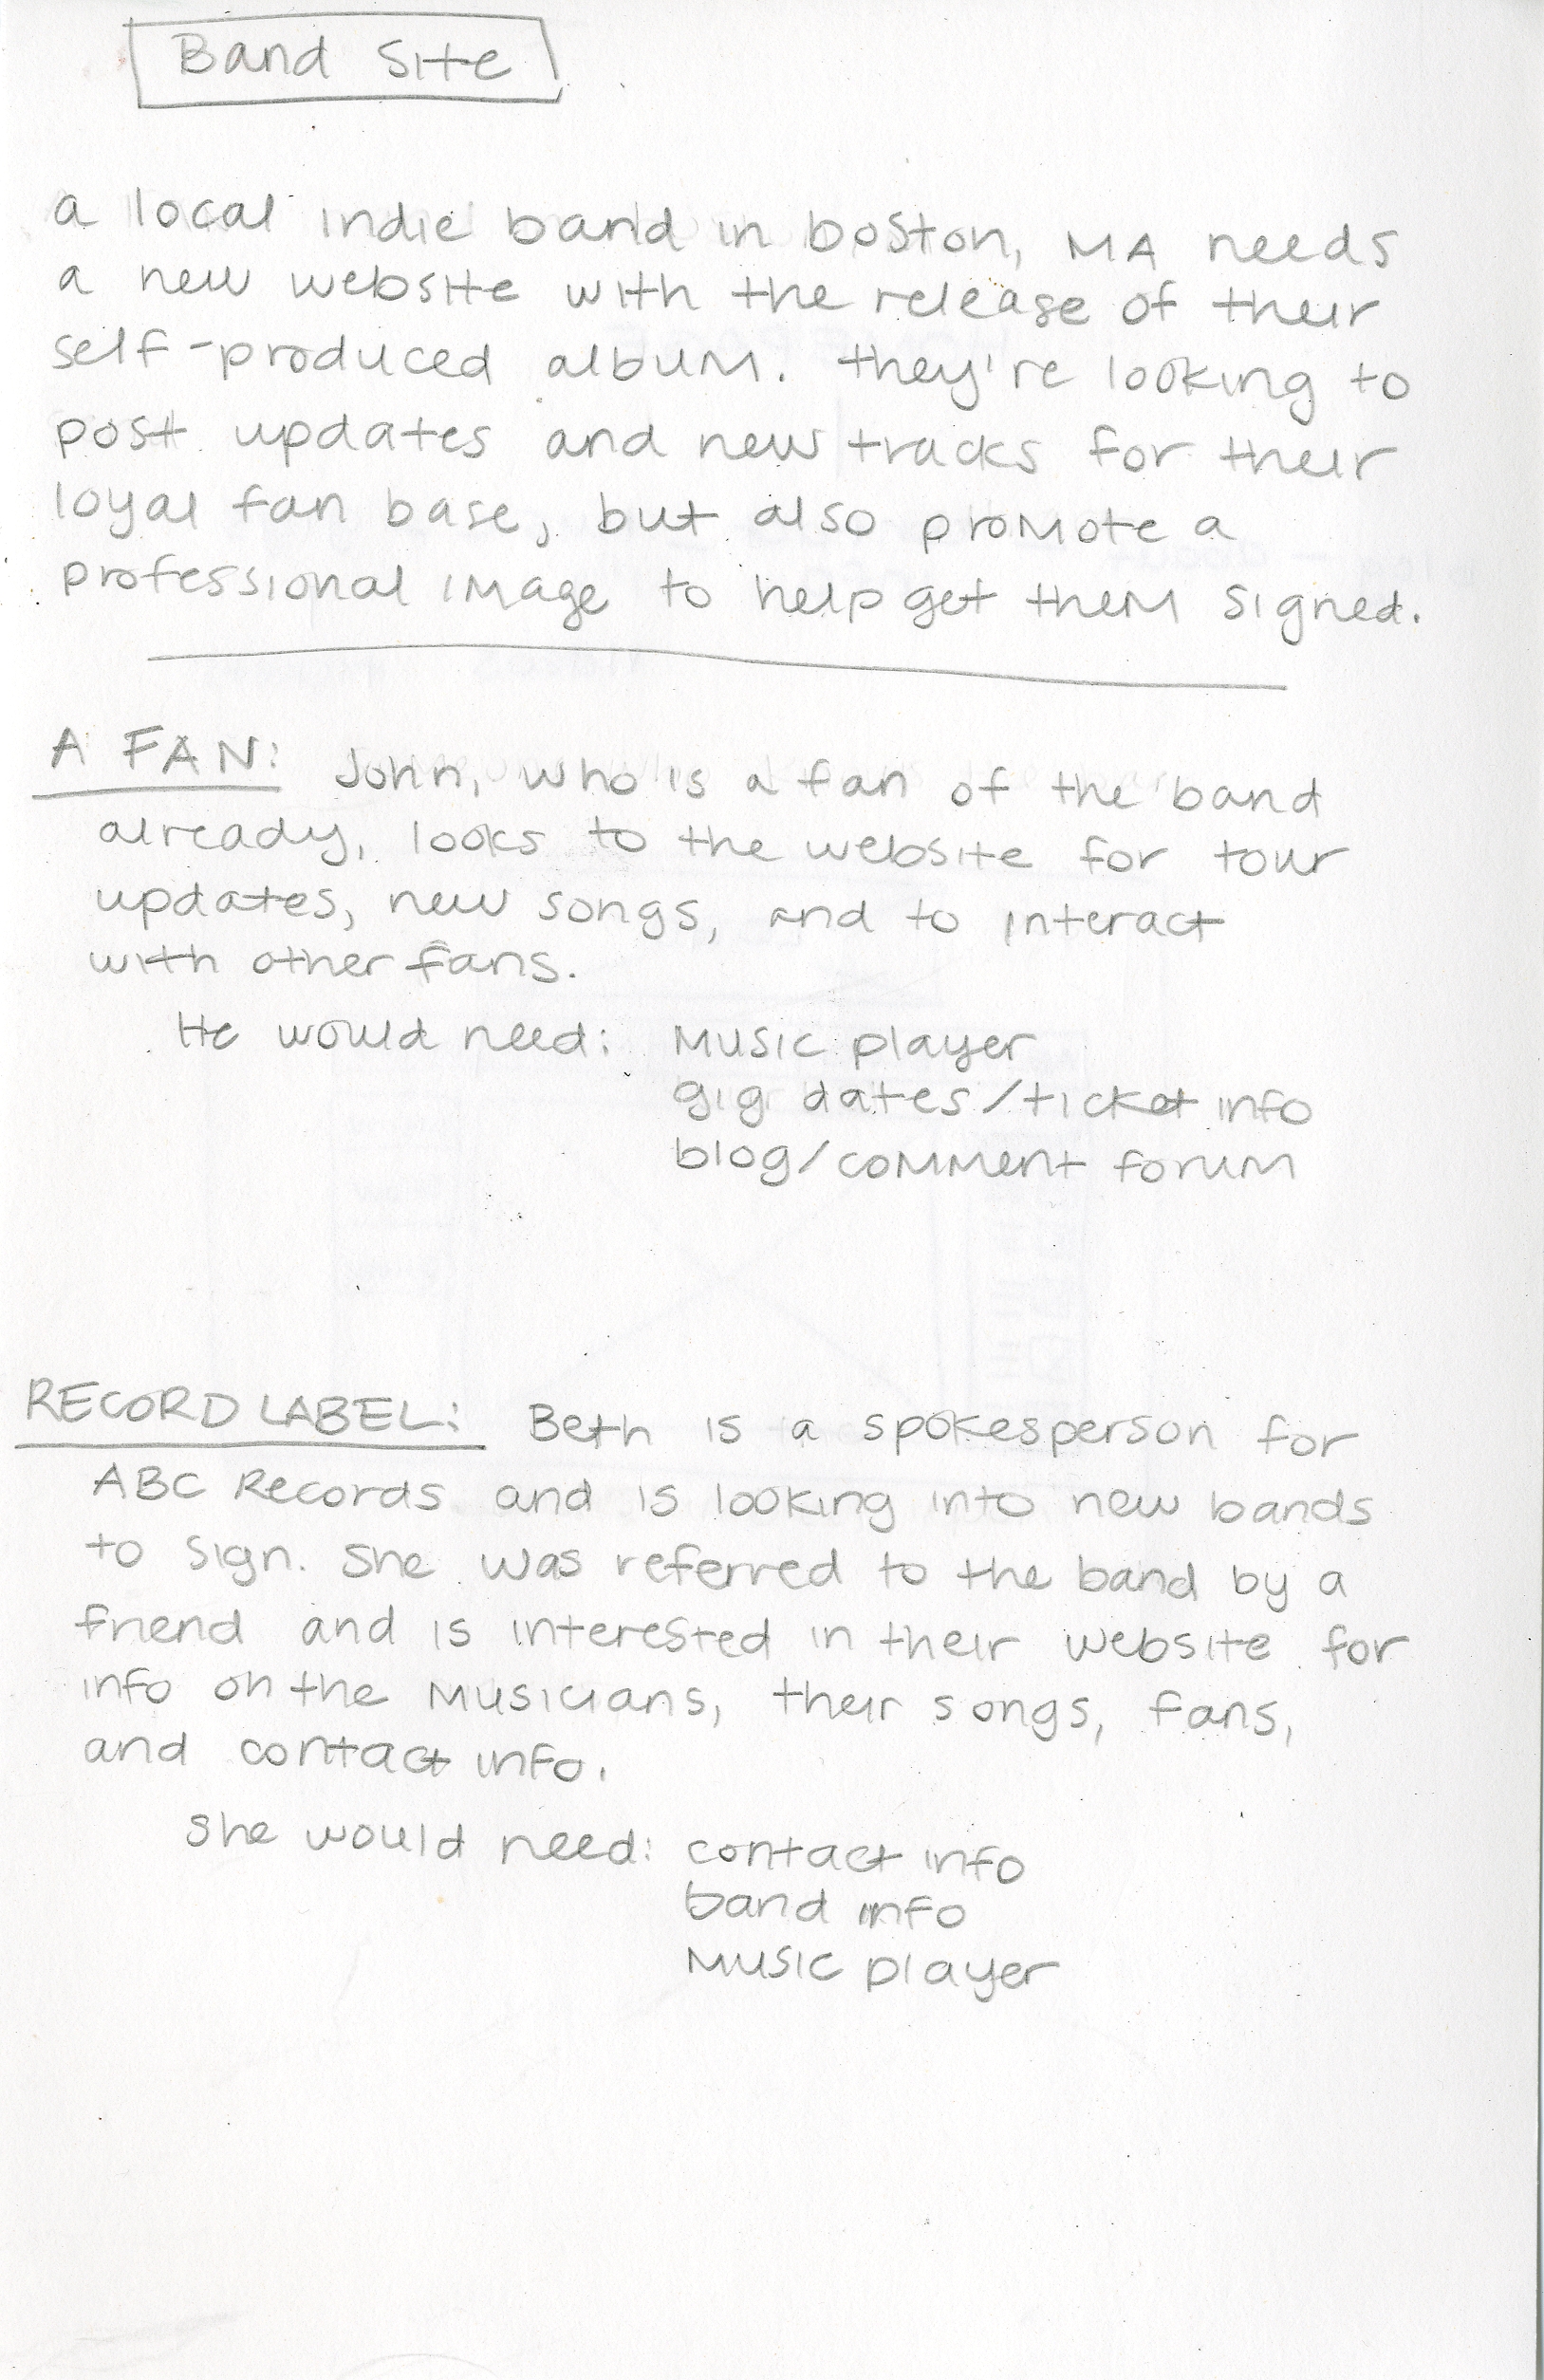 Band Site
a local indie band in boston, MA needs
a new website with the release of their
self-produced album. they're looking to
post updates and new tracks for their
loyal fan base, but also promote a
professional image to help get them signed.
A FAN: John, who is a fan of the band
already, looks to the website for tour
updates, new songs, and to interact
with other fans.
He would need: Music player
gig dates/ticket info
blog/comment forum
RECORD LABEL: Beth is a spokesperson for
ABC Records and is looking into new bands
to sign. She was referred to the band by a
friend and is interested in their website for
info on the musicians, their songs, fans,
and contact info.
She would need: contact info
band info
Music player